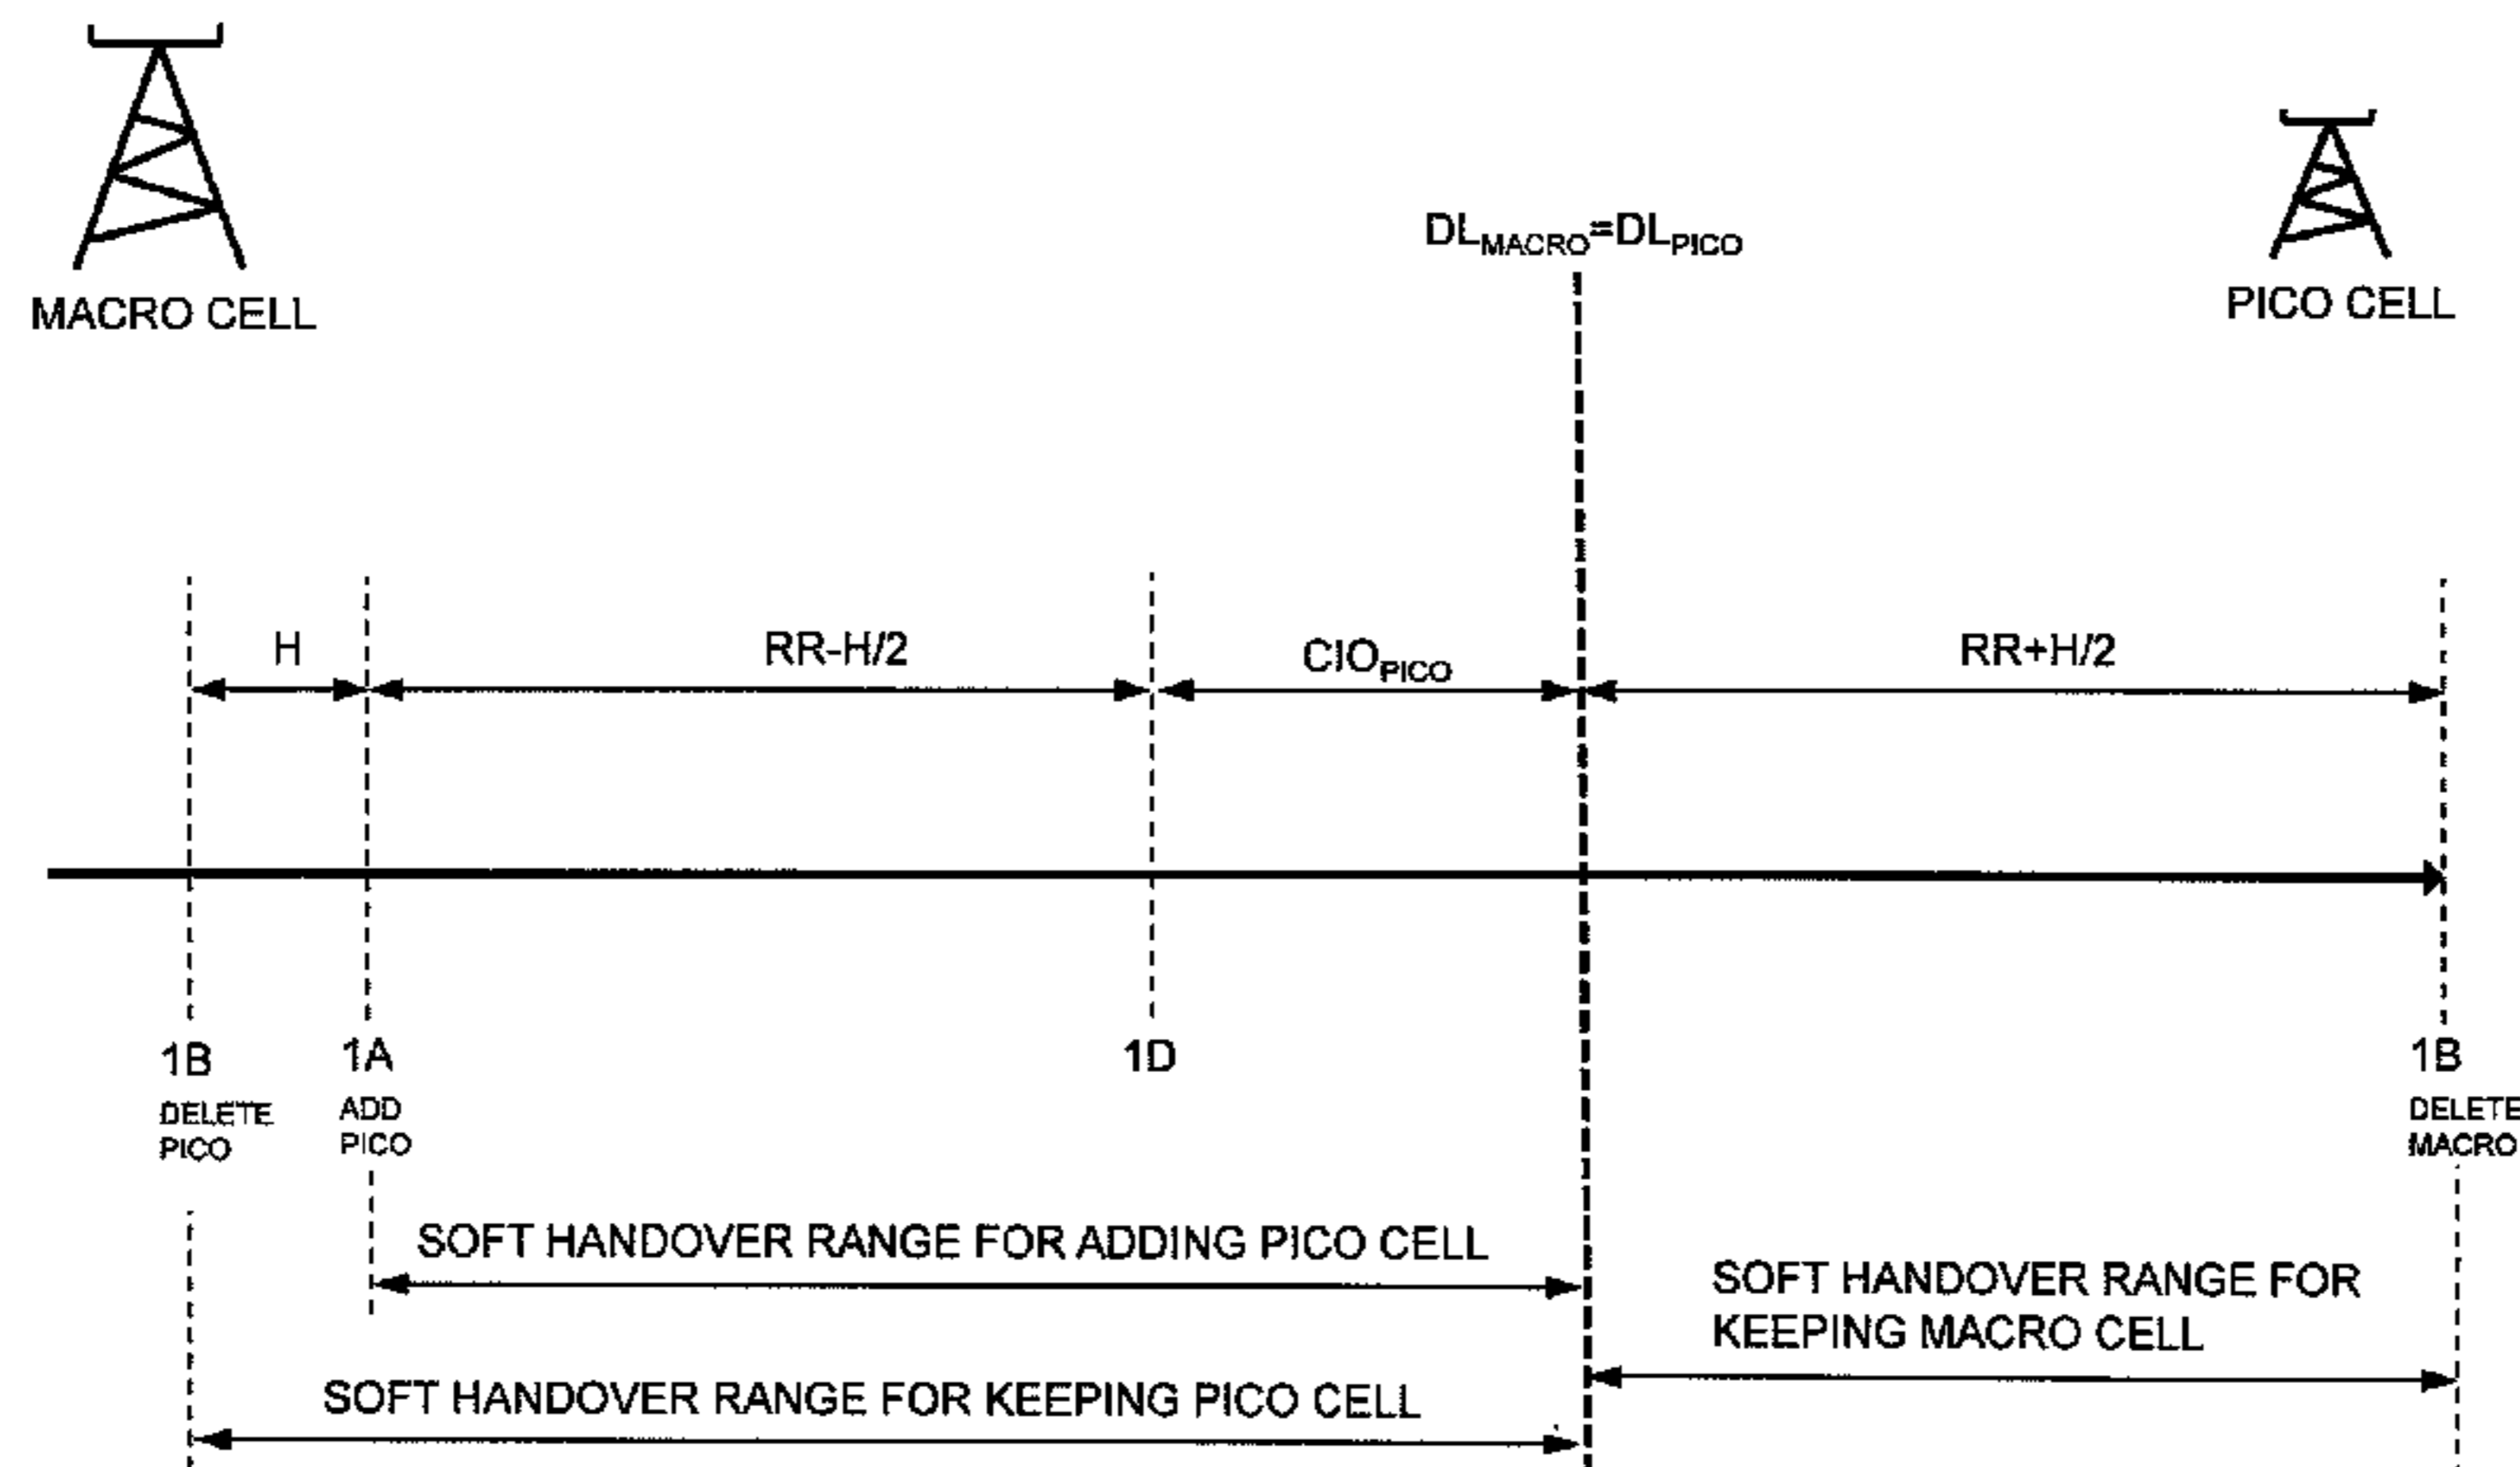 DL_MACRO=DL_PICO
MACRO CELL
PICO CELL
H
RR-H/2
CIO_PICO
RR+H/2
1B
DELETE
PICO
1A
ADD
PICO
1D
1B
DELETE
MACRO
SOFT HANDOVER RANGE FOR ADDING PICO CELL
SOFT HANDOVER RANGE FOR
KEEPING MACRO CELL
SOFT HANDOVER RANGE FOR KEEPING PICO CELL